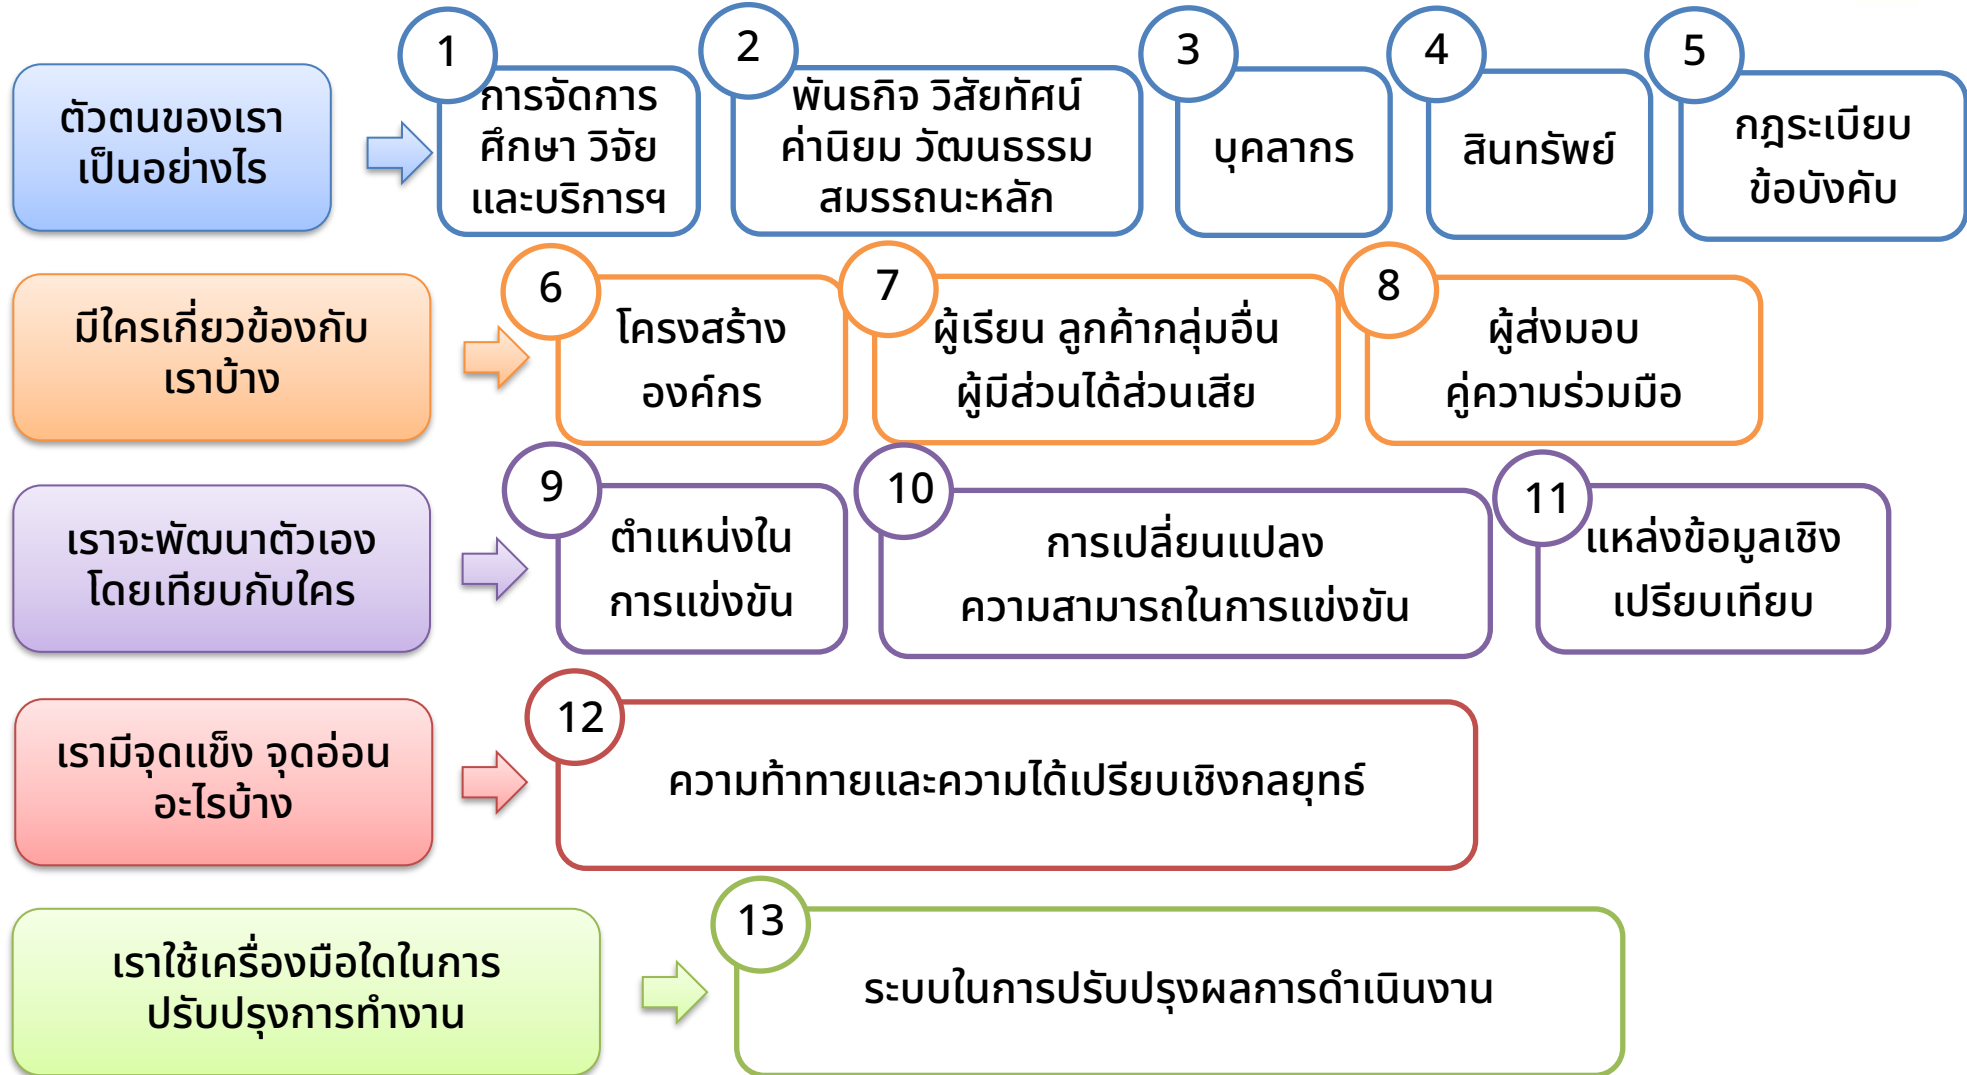 ตัวตนของเรา
เป็นอย่างไร
1
การจัดการ
ศึกษา วิจัย
และบริการฯ
2
พันธกิจ วิสัยทัศน์
ค่านิยม วัฒนธรรม
สมรรถนะหลัก
3
บุคลากร
4
สินทรัพย์
5
กฎระเบียบ
ข้อบังคับ
มีใครเกี่ยวข้องกับ
เราบ้าง
6
โครงสร้าง
องค์กร
7
ผู้เรียน ลูกค้ากลุ่มอื่น
ผู้มีส่วนได้ส่วนเสีย
8
ผู้ส่งมอบ
คู่ความร่วมมือ
เราจะพัฒนาตัวเอง
โดยเทียบกับใคร
9
ตำแหน่งใน
การแข่งขัน
10
การเปลี่ยนแปลง
ความสามารถในการแข่งขัน
11
แหล่งข้อมูลเชิง
เปรียบเทียบ
เรามีจุดแข็ง จุดอ่อน
อะไรบ้าง
12
ความท้าทายและความได้เปรียบเชิงกลยุทธ์
เราใช้เครื่องมือใดในการ
ปรับปรุงการทำงาน
13
ระบบในการปรับปรุงผลการดำเนินงาน